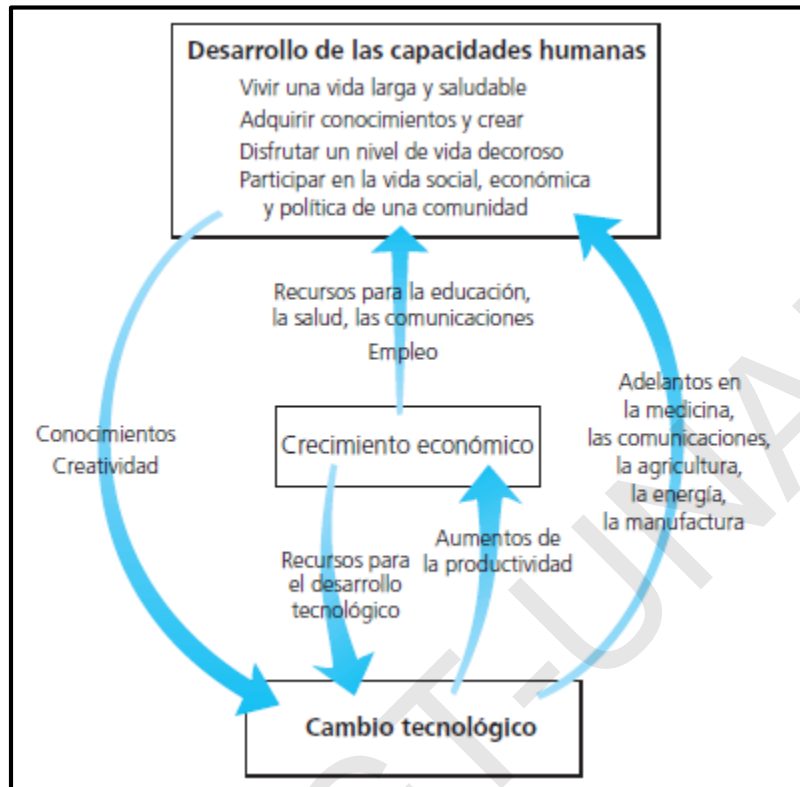 Desarrollo de las capacidades humanas
Vivir una vida larga y saludable
Adquirir conocimientos y crear
Disfrutar un nivel de vida decoroso
Participar en la vida social, económica
y política de una comunidad
Recursos para la educación,
la salud, las comunicaciones
Empleo
Conocimientos
Creatividad
Adelantos en
la medicina,
las comunicaciones,
la agricultura,
la energía,
la manufactura
Crecimiento económico
Recursos para
el desarrollo
tecnológico
Aumentos de
la productividad
Cambio tecnológico